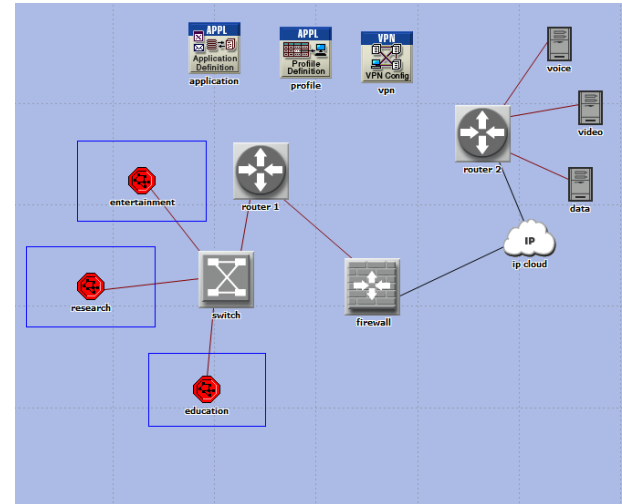 APPL
Application
Definition
application
APPL
Profile
Definition
profile
VPN
VPN Config
vpn
voice
video
router 2
data
entertainment
router 1
IP
ip cloud
research
switch
firewall
education